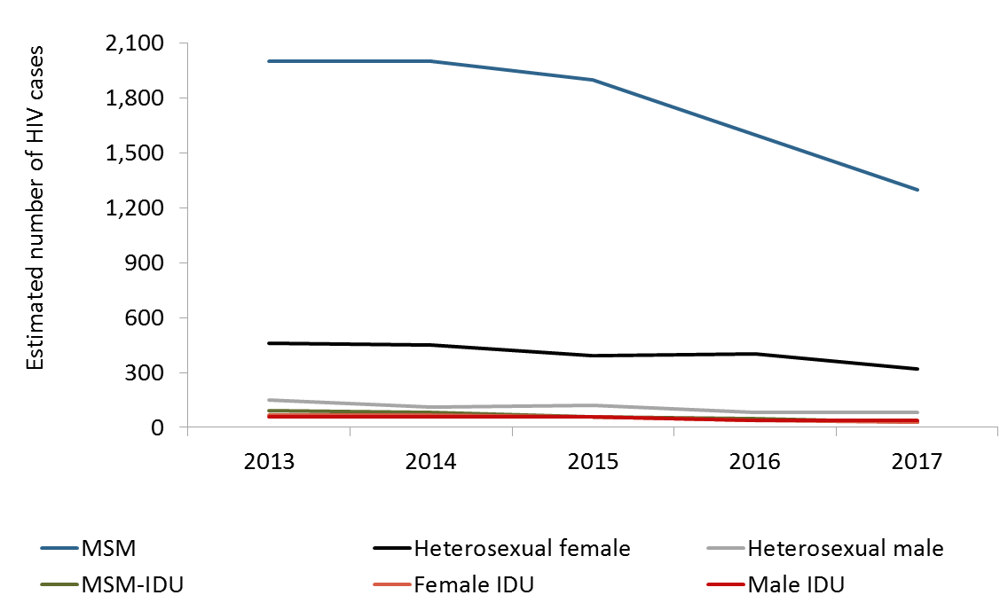 Estimated number of HIV cases
2,100
1,800
1,500
1,200
900
600
300
0
2013 2014 2015 2016 2017
MSM Heterosexual female Heterosexual male
MSM-IDU Female IDU Male IDU